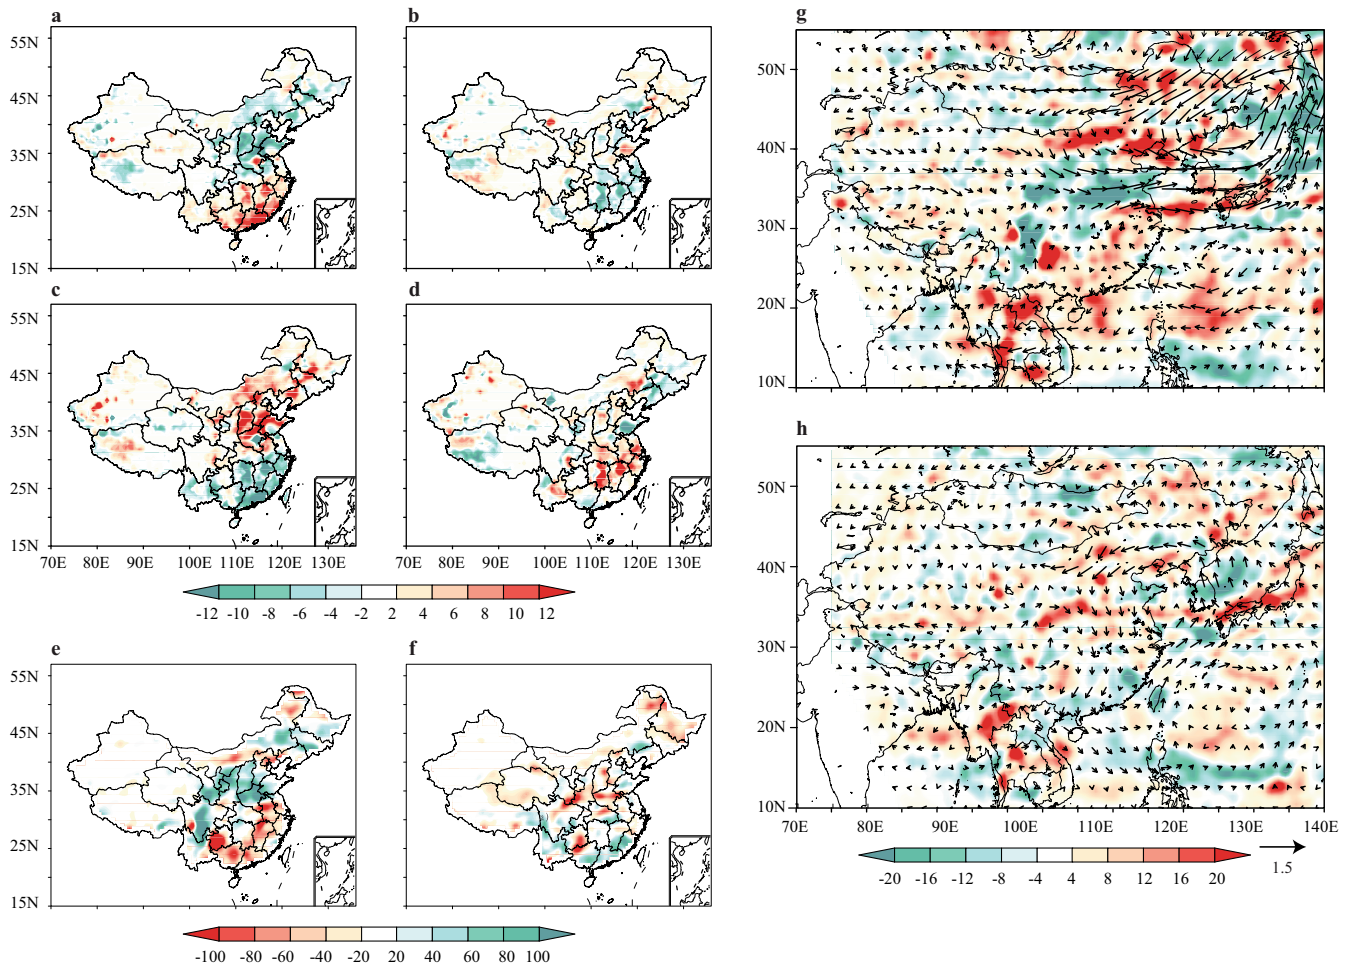 a
b
g
55N
45N
35N
25N
15N
50N
40N
30N
20N
10N
c
d
h
55N
45N
35N
25N
15N
70E 80E 90E 100E 110E 120E 130E
70E 80E 90E 100E 110E 120E 130E
-12 -10 -8 -6 -4 2 4 6 8 10 12
e
f
55N
45N
35N
25N
15N
-100 -80 -60 -40 -20 20 40 60 80 100
50N
40N
30N
20N
10N
70E 80E 90E 100E 110E 120E 130E 140E
-20 -16 -12 -8 -4 4 8 12 16 20
1.5